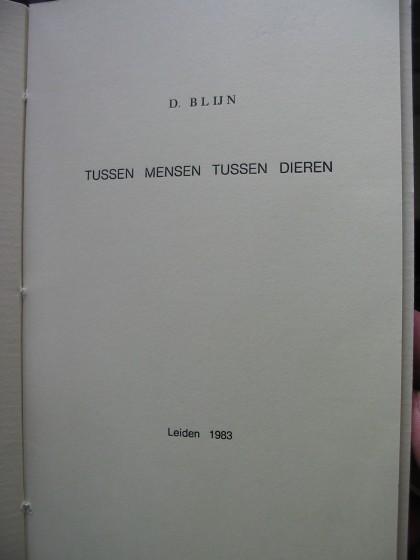 D. BLIJN
TUSSEN MENSEN TUSSEN DIEREN
Leiden 1983